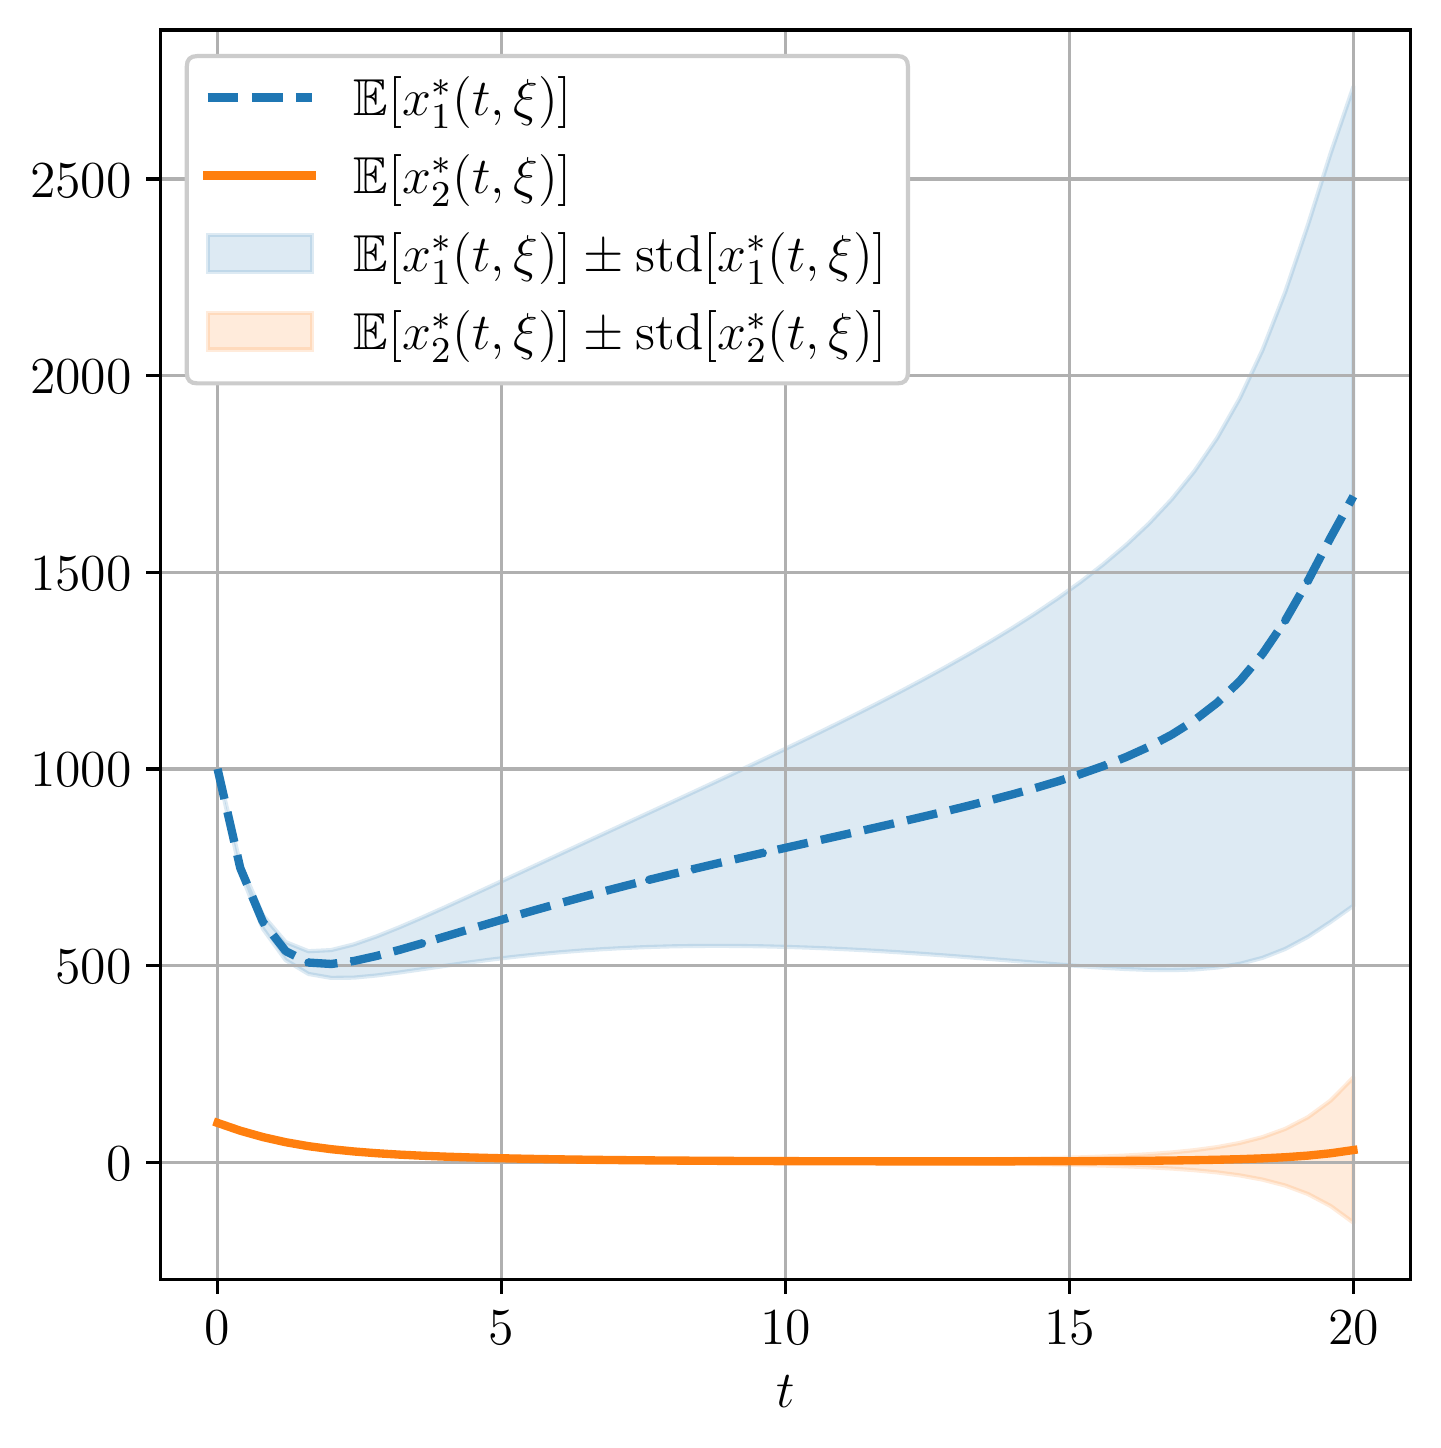 𝔼[x₁*(t, ξ)]
𝔼[x₂*(t, ξ)]
𝔼[x₁*(t, ξ)] ± std[x₁*(t, ξ)]
𝔼[x₂*(t, ξ)] ± std[x₂*(t, ξ)]
2500
2000
1500
1000
500
0
0 5 10 15 20
t